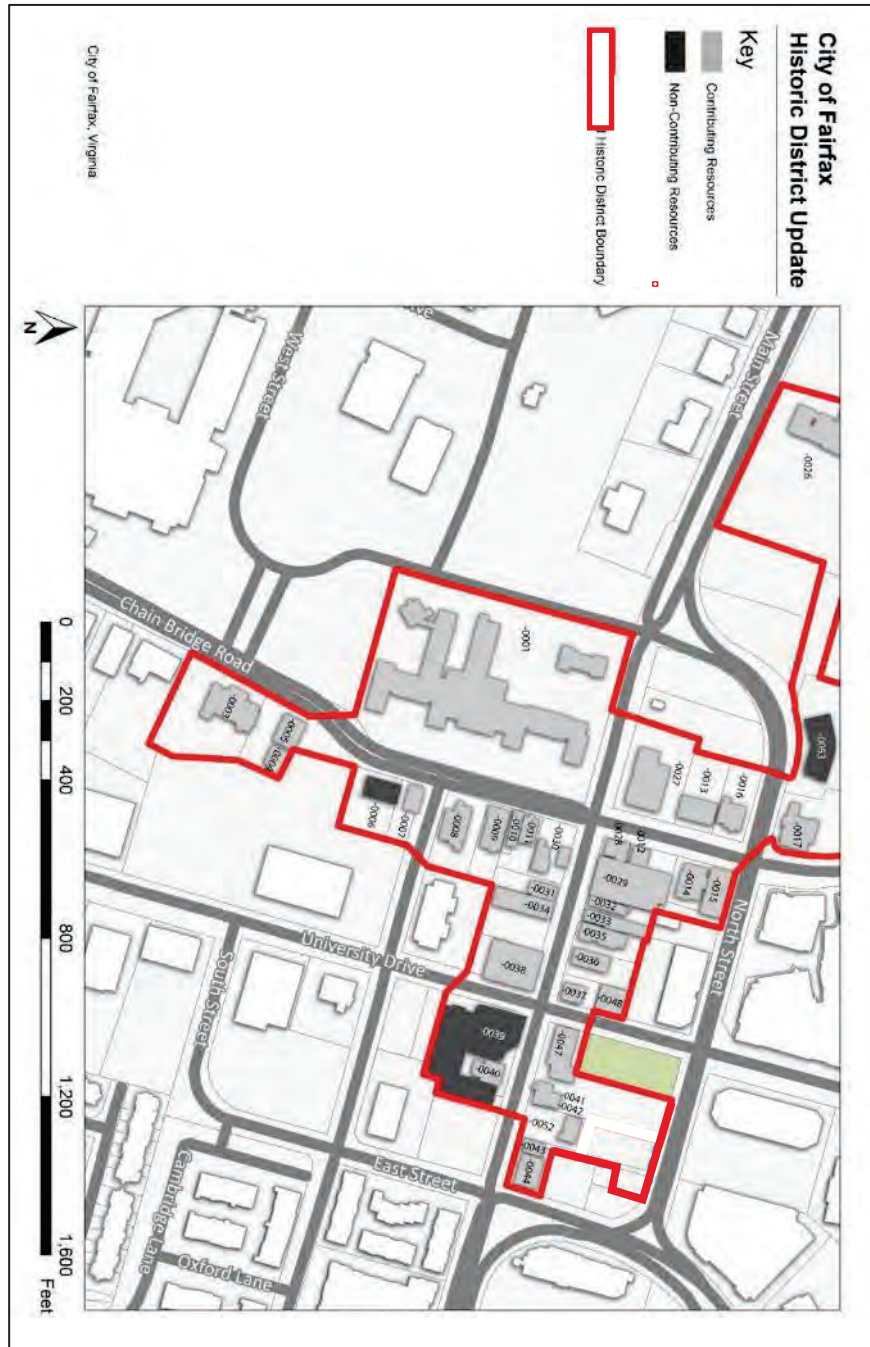 City of Fairfax
Historic District Update
Key
Contributing Resources
Non-Contributing Resources
Historic District Boundary
City of Fairfax, Virginia
N
Main Street
West Street
Chain Bridge Road
North Street
University Drive
South Street
East Street
Cambridge Lane
Oxford Lane
-0026
-0001
-0053
-0027
-0013
-0016
-0017
-0005
-0004
-0006
-0007
-0008
-0009
-0010
-0011
-0030
-0028
-0012
-0029
-0014
-0015
-0031
-0034
-0032
-0033
-0035
-0036
-0037
-0048
-0038
-0039
-0040
-0047
-0041
-0042
-0052
-0043
-0044
0
200
400
800
1,200
1,600
Feet